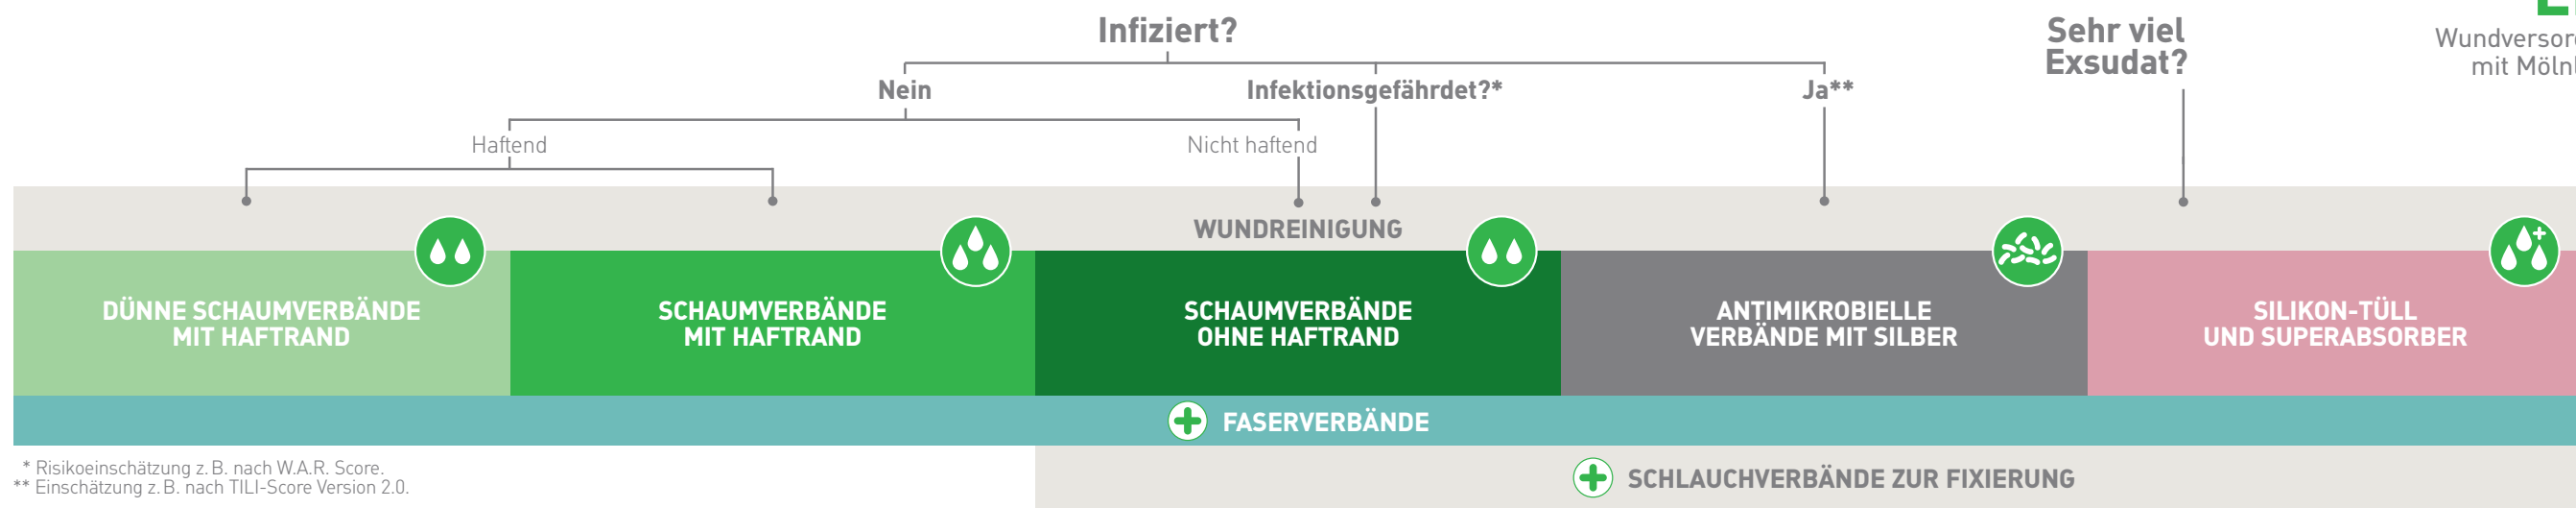 Infiziert?
Sehr viel
Exsudat?
mit
Nein
Infektionsgefährdet?*
Ja**
Haftend
Nicht haftend
WUNDREINIGUNG
DÜNNE SCHAUMVERBÄNDE
MIT HAFTRAND
SCHAUMVERBÄNDE
MIT HAFTRAND
SCHAUMVERBÄNDE
OHNE HAFTRAND
ANTIMIKROBIELLE
VERBÄNDE MIT SILBER
SILIKON-TÜLL
UND SUPERABSORBER
FASERVERBÄNDE
* Risikoeinschätzung z. B. nach W.A.R. Score.
** Einschätzung z. B. nach TILI-Score Version 2.0.
SCHLAUCHVERBÄNDE ZUR FIXIERUNG